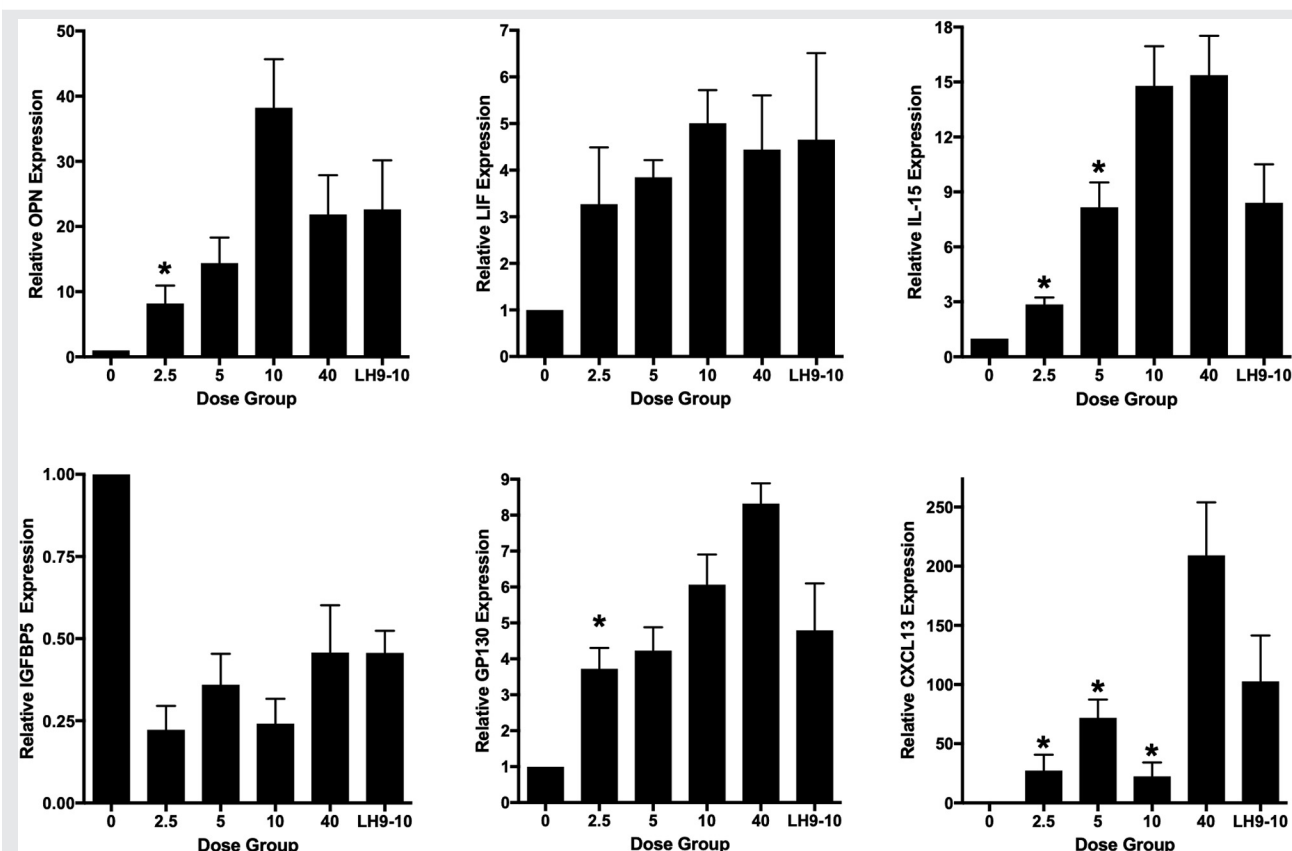 Relative OPN Expression
50
40
30
20
10
0
*
0 2.5 5 10 40 LH9-10
Dose Group
Relative LIF Expression
7
6
5
4
3
2
1
0
0 2.5 5 10 40 LH9-10
Dose Group
Relative IL-15 Expression
18
15
12
9
6
3
0
* *
0 2.5 5 10 40 LH9-10
Dose Group
Relative IGFBP5 Expression
1.00
0.75
0.50
0.25
0.00
0 2.5 5 10 40 LH9-10
Dose Group
Relative GP130 Expression
9
8
7
6
5
4
3
2
1
0
*
0 2.5 5 10 40 LH9-10
Dose Group
Relative CXCL13 Expression
250
200
150
100
50
0
* * *
0 2.5 5 10 40 LH9-10
Dose Group